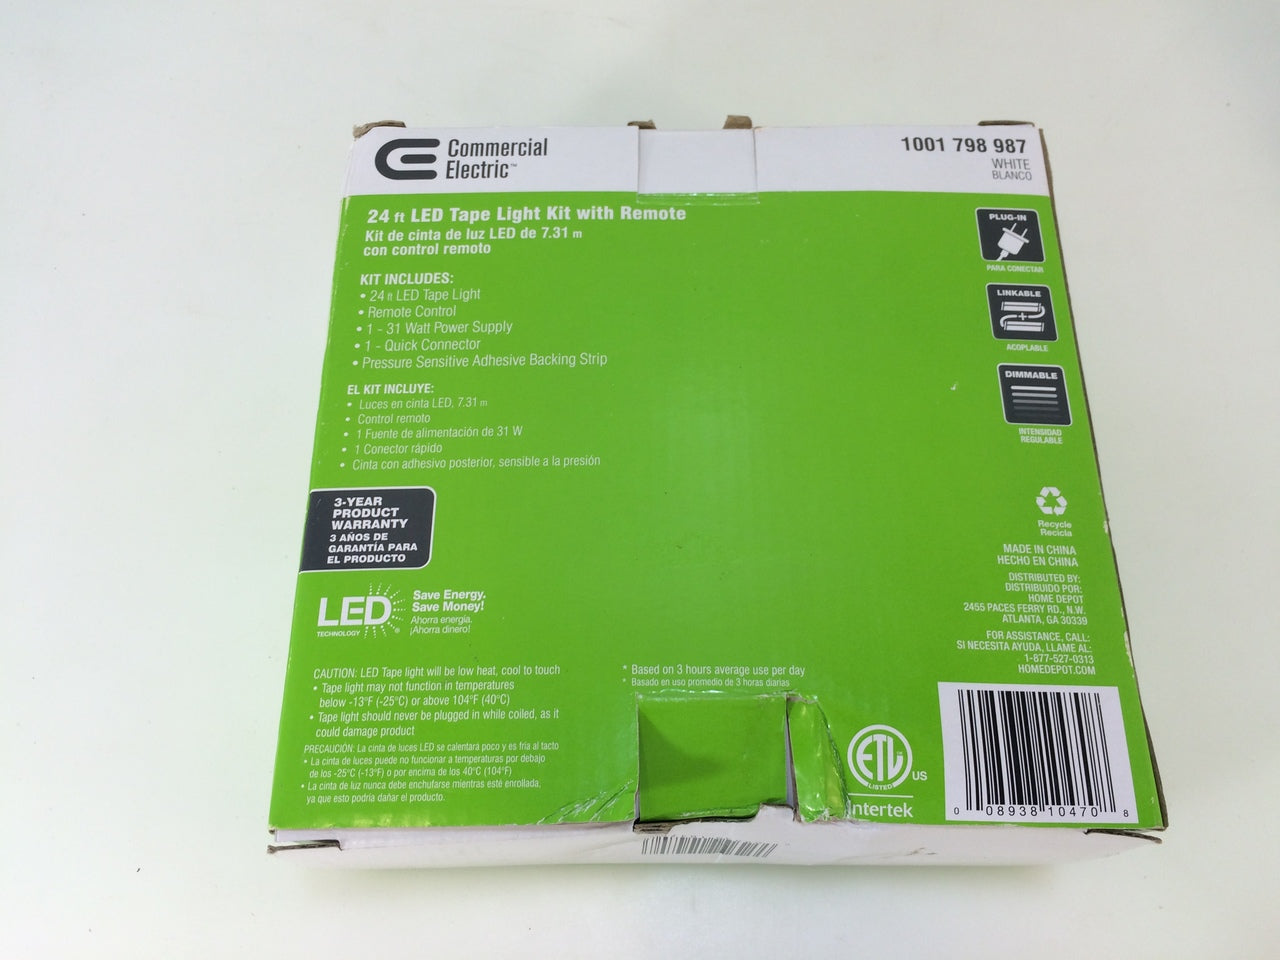 Commercial
Electric™
1001 798 987
WHITE
BLANCO
24 ft LED Tape Light Kit with Remote
Kit de cinta de luz LED de 7.31 m
con control remoto
KIT INCLUDES:
• 24 ft LED Tape Light
• Remote Control
• 1 - 31 Watt Power Supply
• 1 - Quick Connector
• Pressure Sensitive Adhesive Backing Strip
EL KIT INCLUYE:
• Luces en cinta LED, 7.31 m
• Control remoto
• 1 Fuente de alimentación de 31 W
• 1 Conector rápido
• Cinta con adhesivo posterior, sensible a la presión
PLUG-IN
PARA CONECTAR
LINKABLE
ACOPLABLE
DIMMABLE
INTENSIDAD
REGULABLE
3-YEAR
PRODUCT
WARRANTY
3 AÑOS DE
GARANTÍA PARA
EL PRODUCTO
LED
TECHNOLOGY
®
Save Energy.
Save Money!
Ahorra energía.
¡Ahorra dinero!
Recycle
Recicla
MADE IN CHINA
HECHO EN CHINA
DISTRIBUTED BY:
DISTRIBUIDO POR:
HOME DEPOT
2455 PACES FERRY RD., N.W.
ATLANTA, GA 30339
FOR ASSISTANCE, CALL:
SI NECESITA AYUDA, LLAME AL:
1-877-527-0313
HOMEDEPOT.COM
CAUTION: LED Tape light will be low heat, cool to touch
• Tape light may not function in temperatures
below -13°F (-25°C) or above 104°F (40°C)
• Tape light should never be plugged in while coiled, as it
could damage product
PRECAUCIÓN: La cinta de luces LED se calentará poco y es fría al tacto
• La cinta de luces puede no funcionar a temperaturas por debajo
de los -25°C (-13°F) o por encima de los 40°C (104°F)
• La cinta de luz nunca debe enchufarse mientras esté enrollada,
ya que esto podría dañar el producto.
* Based on 3 hours average use per day
* Basado en uso promedio de 3 horas diarias
ETL
LISTED
US
Intertek
0 08938 10470 8